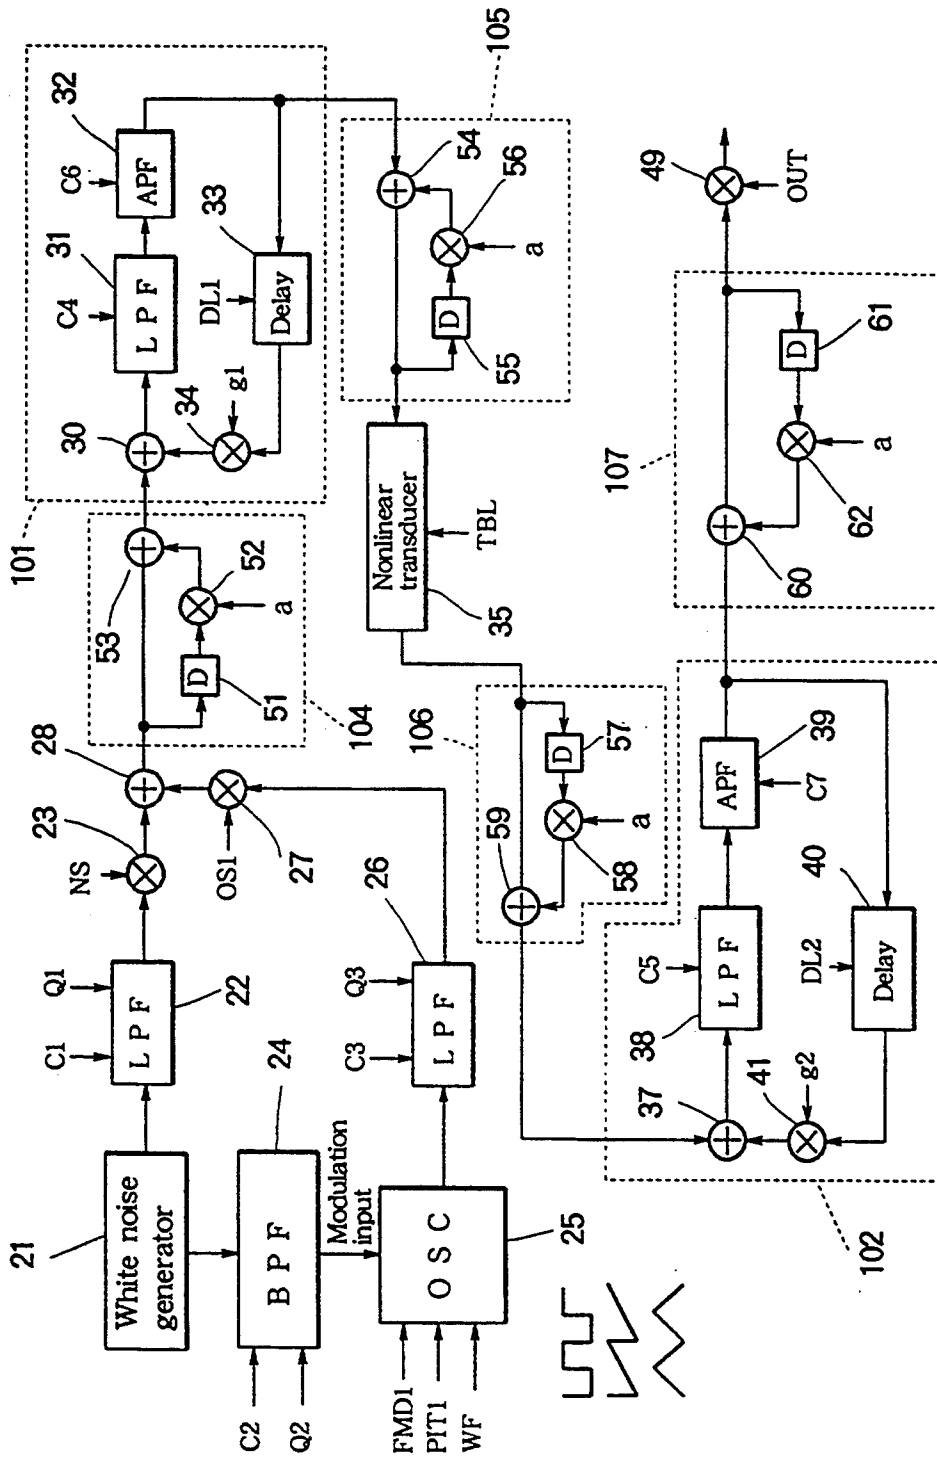 21
White noise
generator
C1
Q1
L P F
22
NS
23
28
C2
Q2
B P F
24
Modulation
input
FMD1
PIT1
WF
O S C
25
C3
Q3
L P F
26
OS1
27
53
D
51
52
a
104
101
30
C4
L P F
31
C6
APF
32
34
g1
DL1
Delay
33
105
54
56
a
D
55
Nonlinear
transducer
35
TBL
106
59
D
57
58
a
37
C5
L P F
38
APF
39
C7
41
g2
DL2
Delay
40
102
107
60
62
a
D
61
49
OUT